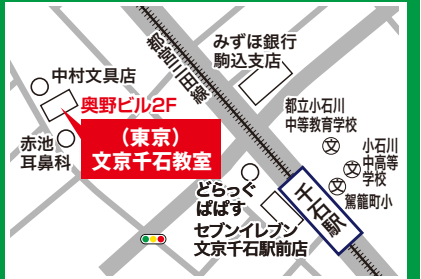 みずほ銀行
駒込支店
都営三田線
中村文具店
奥野ビル2F
(東京)
文京千石教室
赤池
耳鼻科
都立小石川
中等教育学校
文
小石川
中高等
学校
文
文
駕籠町小
どらっぐ
ぱぱす
千石駅
セブンイレブン
文京千石駅前店